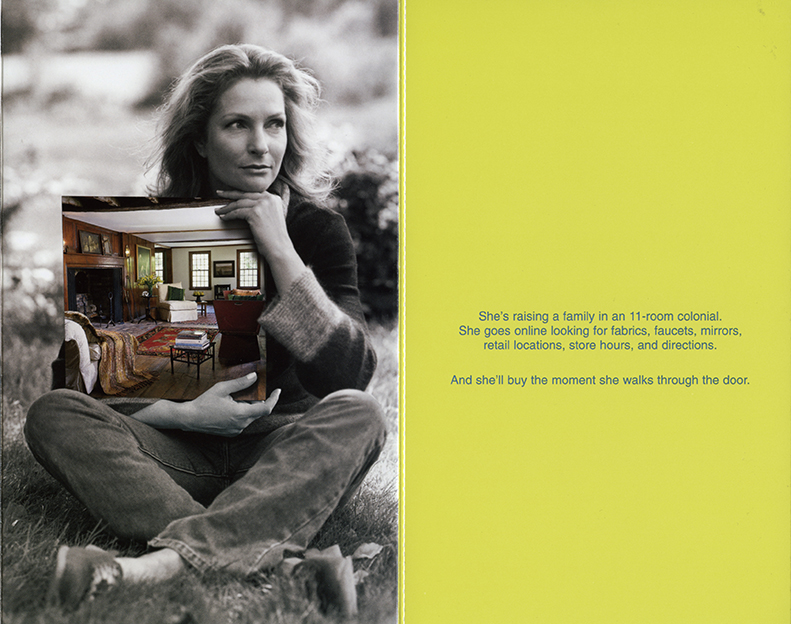 She's raising a family in an 11-room colonial.
She goes online looking for fabrics, faucets, mirrors,
retail locations, store hours, and directions.
And she'll buy the moment she walks through the door.